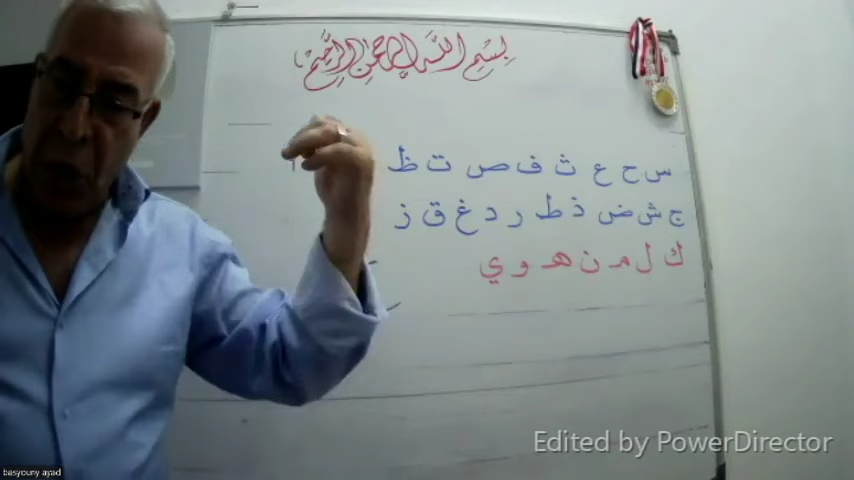 بسم الله الرحمن الرحيم
س ح ع ث ف ص ت ظ
ج ش ض ذ ط ر د غ ق ز
ك ل م ن ه و ي
Edited by PowerDirector
basyouny ayad